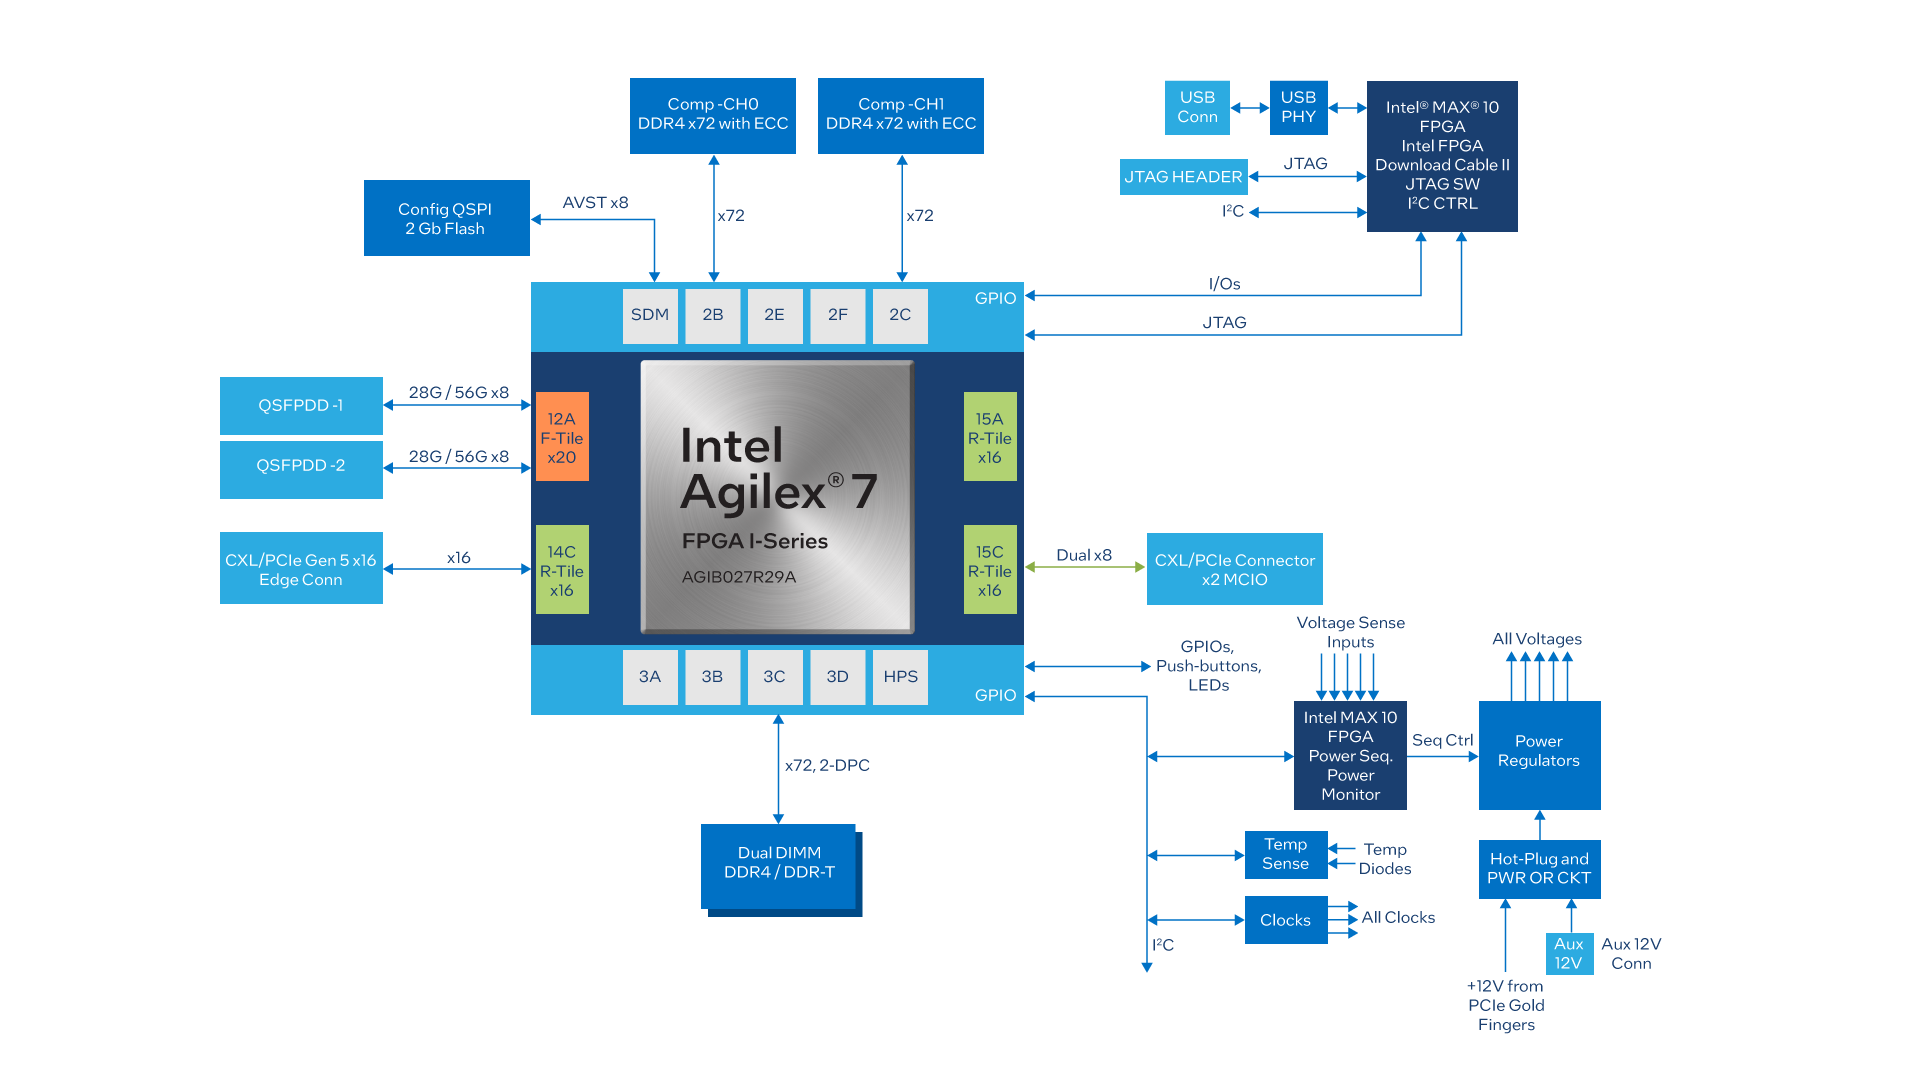 Comp -CH0
DDR4 x72 with ECC
Comp -CH1
DDR4 x72 with ECC
USB
Conn
USB
PHY
Intel® MAX® 10
FPGA
Intel FPGA
Download Cable II
JTAG SW
I²C CTRL
JTAG HEADER
JTAG
I²C
Config QSPI
2 Gb Flash
AVST x8
x72
x72
I/Os
JTAG
SDM
2B
2E
2F
2C
GPIO
QSFPDD -1
28G / 56G x8
QSFPDD -2
28G / 56G x8
CXL/PCIe Gen 5 x16
Edge Conn
x16
12A
F-Tile
x20
14C
R-Tile
x16
Intel
Agilex® 7
FPGA I-Series
AGIB027R29A
15A
R-Tile
x16
15C
R-Tile
x16
Dual x8
CXL/PCIe Connector
x2 MCIO
3A
3B
3C
3D
HPS
GPIO
GPIOs,
Push-buttons,
LEDs
Voltage Sense
Inputs
All Voltages
Intel MAX 10
FPGA
Power Seq.
Power
Monitor
Seq Ctrl
Power
Regulators
x72, 2-DPC
Dual DIMM
DDR4 / DDR-T
Temp
Sense
Temp
Diodes
Clocks
All Clocks
I²C
Hot-Plug and
PWR OR CKT
Aux
12V
Aux 12V
Conn
+12V from
PCIe Gold
Fingers